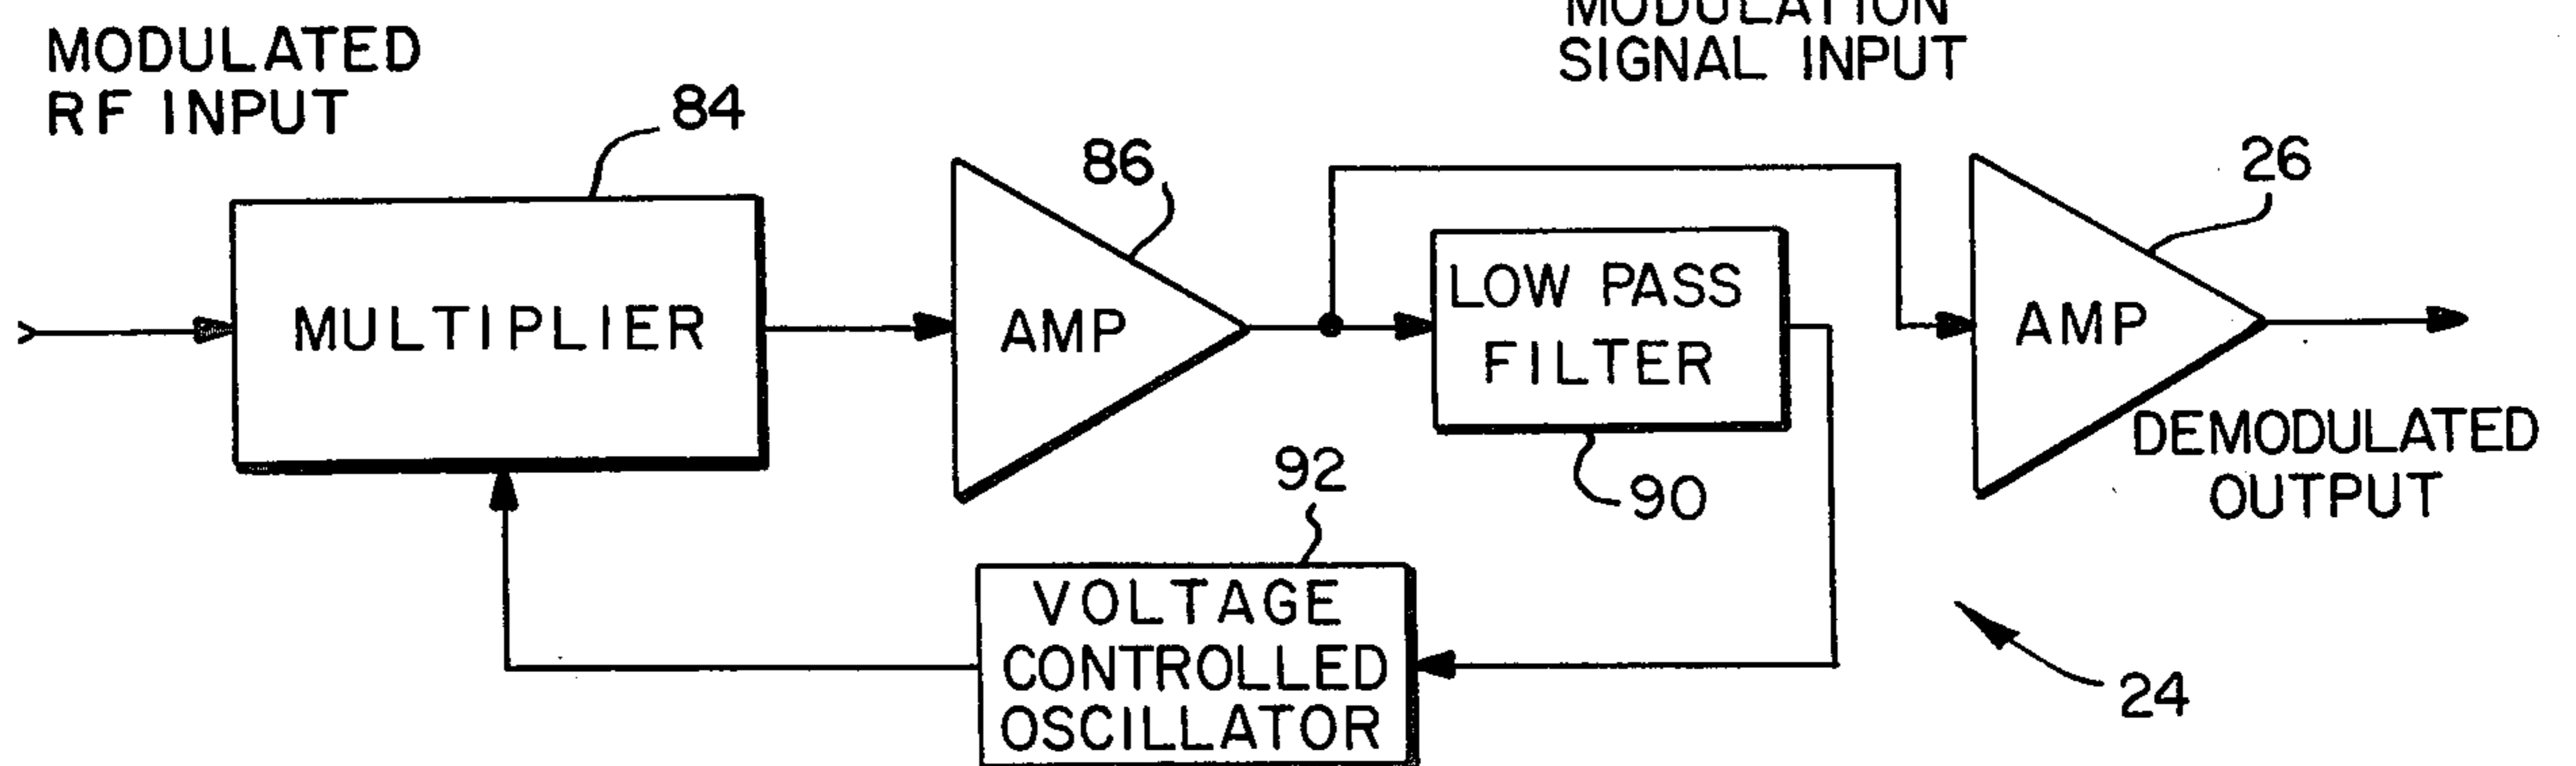 MODULATION
SIGNAL INPUT
MODULATED
RF INPUT
84
86
26
MULTIPLIER
AMP
LOW PASS
FILTER
AMP
DEMODULATED
OUTPUT
90
92
VOLTAGE
CONTROLLED
OSCILLATOR
24